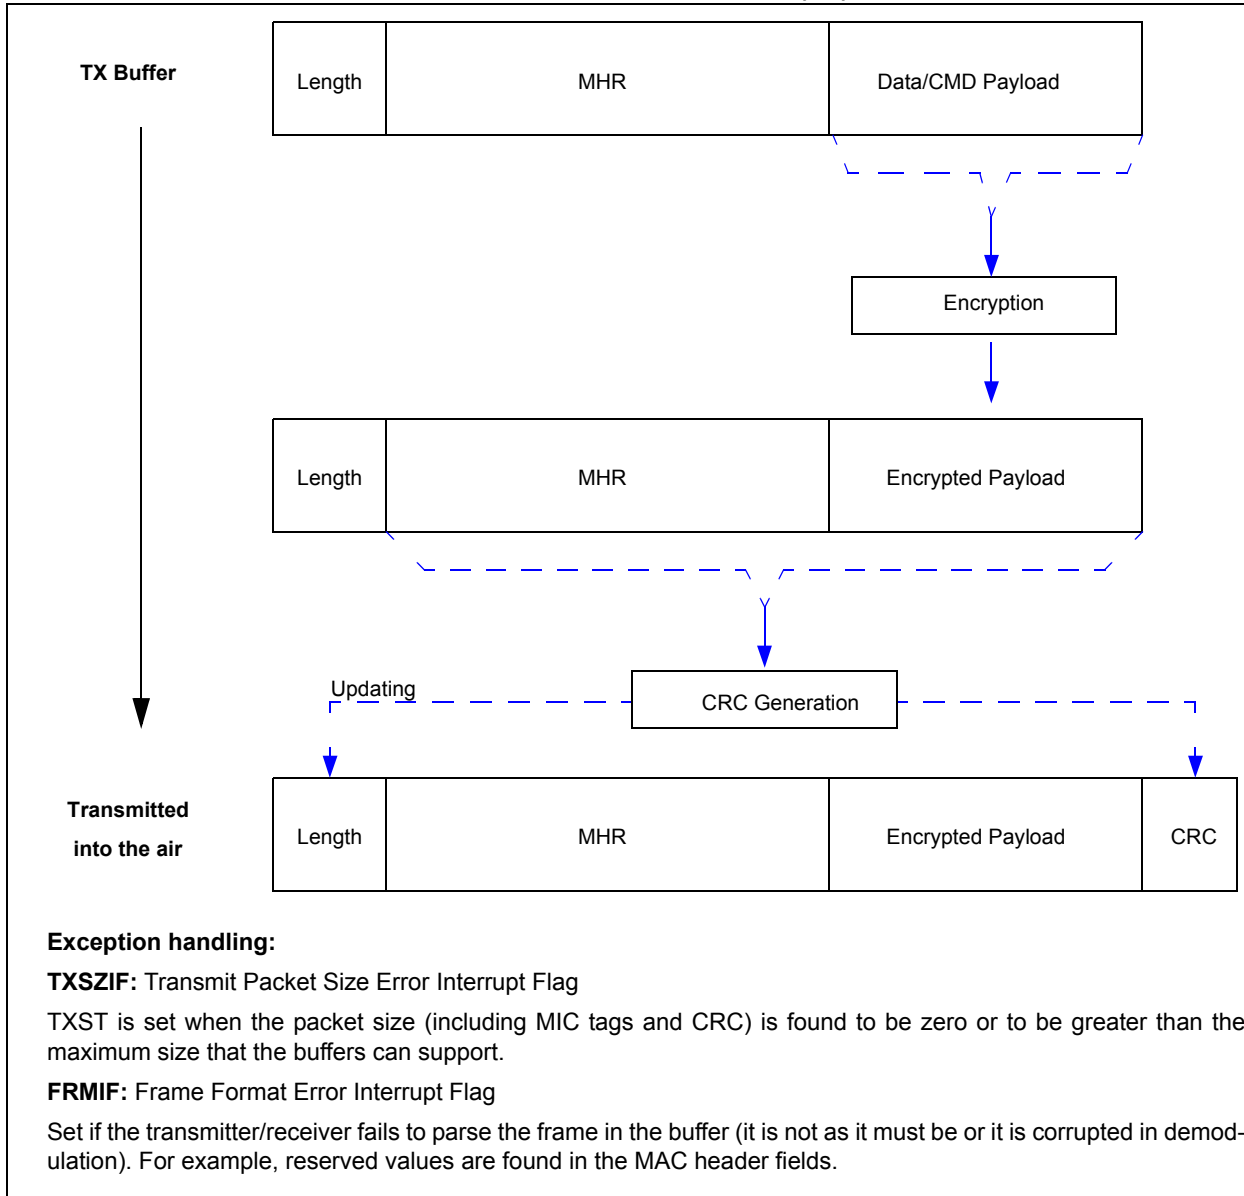 TX Buffer
Length
MHR
Data/CMD Payload
Encryption
Length
MHR
Encrypted Payload
Updating
CRC Generation
Transmitted
into the air
Length
MHR
Encrypted Payload
CRC
Exception handling:
TXSZIF: Transmit Packet Size Error Interrupt Flag
TXST is set when the packet size (including MIC tags and CRC) is found to be zero or to be greater than the
maximum size that the buffers can support.
FRMIF: Frame Format Error Interrupt Flag
Set if the transmitter/receiver fails to parse the frame in the buffer (it is not as it must be or it is corrupted in demod-
ulation). For example, reserved values are found in the MAC header fields.